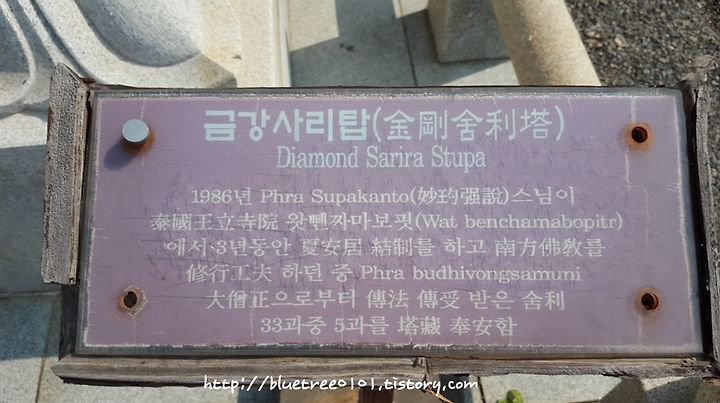 금강사리탑(金剛舍利塔)
Diamond Sarira Stupa
1986년 Phra Supakanto(妙玓强說)스님이
泰國王立寺院 왓뻰짜마보핏(Wat benchamabopitr)
에서 3년동안 夏安居 結制를 하고 南方佛敎를
修行工夫 하던 중 Phra budhivongsamuni
大僧正으로부터 傳法 傳受 받은 舍利
33과중 5과를 塔藏 奉安함
http://bluetree0101.tistory.com